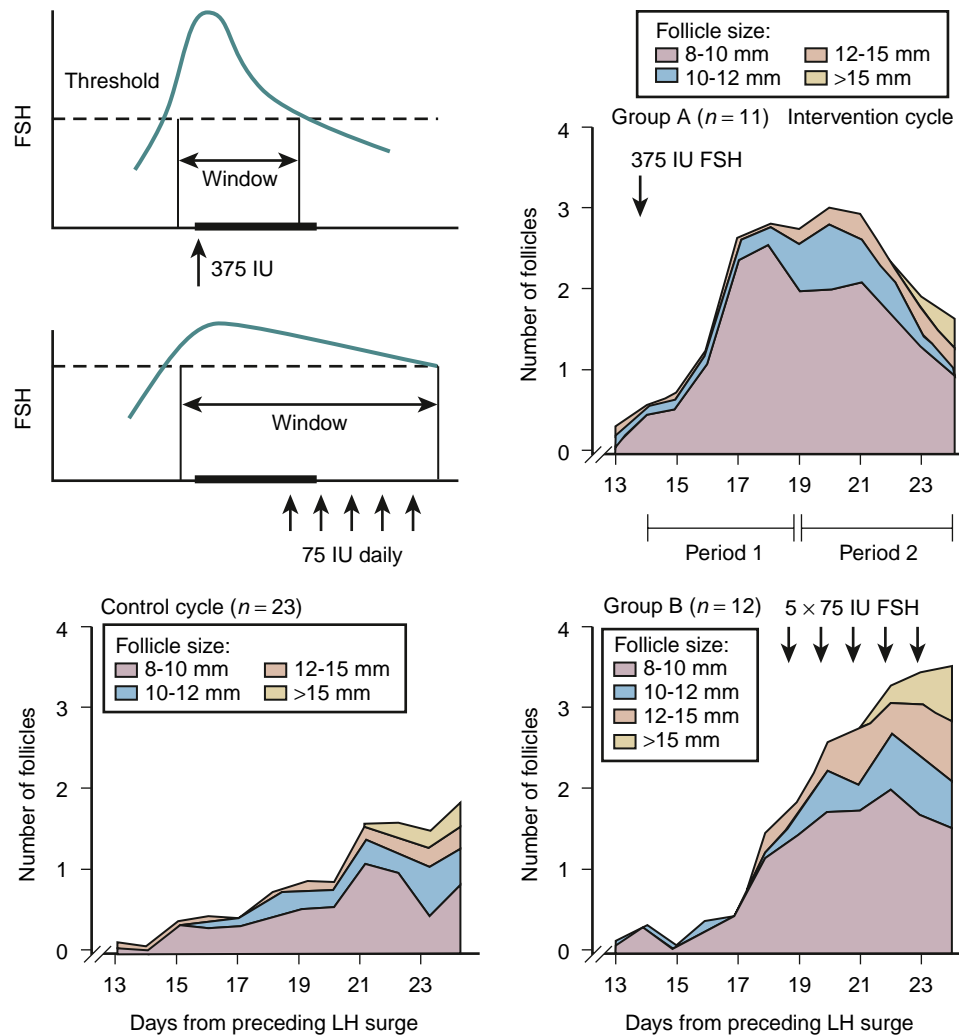 Threshold
FSH
Window
375 IU
FSH
Window
75 IU daily
Follicle size:
8-10 mm 12-15 mm
10-12 mm >15 mm
Group A (n = 11) Intervention cycle
375 IU FSH
Number of follicles
4
3
2
1
0
13 15 17 19 21 23
Period 1 Period 2
Control cycle (n = 23)
Follicle size:
8-10 mm 12-15 mm
10-12 mm >15 mm
Number of follicles
4
3
2
1
0
13 15 17 19 21 23
Days from preceding LH surge
Group B (n = 12) 5 × 75 IU FSH
Follicle size:
8-10 mm
10-12 mm
12-15 mm
>15 mm
Number of follicles
4
3
2
1
0
13 15 17 19 21 23
Days from preceding LH surge